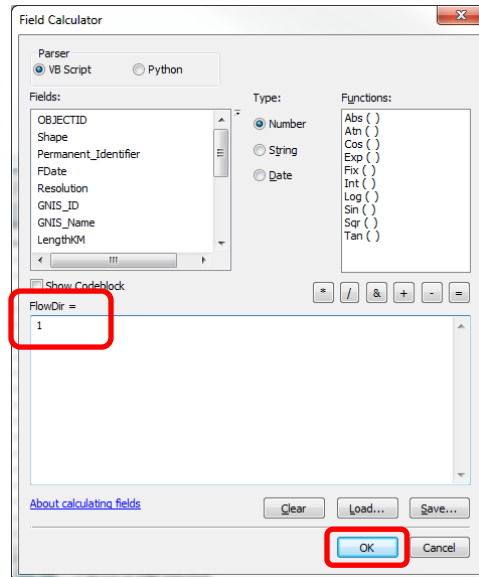 Field Calculator
Parser
VB Script Python
Fields:
OBJECTID
Shape
Permanent_Identifier
FDate
Resolution
GNIS_ID
GNIS_Name
LengthKM
Type:
Number
String
Date
Functions:
Abs ( )
Atn ( )
Cos ( )
Exp ( )
Fix ( )
Int ( )
Log ( )
Sin ( )
Sqr ( )
Tan ( )
Show Codeblock
* / & + - =
FlowDir =
1
About calculating fields
Clear Load... Save...
OK Cancel